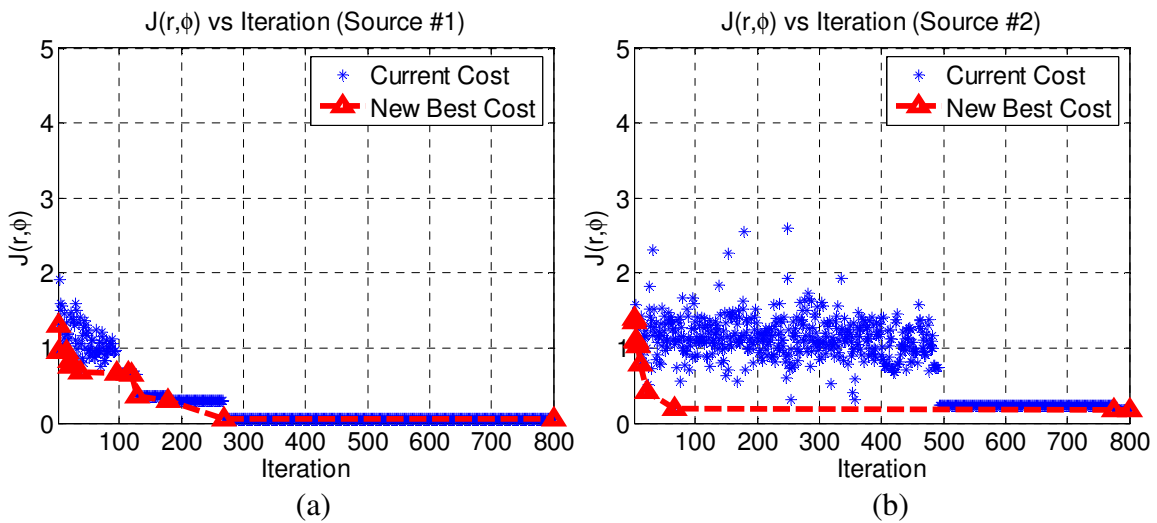 J(r,ϕ) vs Iteration (Source #1)
5
4
3
2
1
0
J(r,ϕ)
Current Cost
New Best Cost
100 200 300 400 500 600 700 800
Iteration
(a)
J(r,ϕ) vs Iteration (Source #2)
5
4
3
2
1
0
J(r,ϕ)
Current Cost
New Best Cost
100 200 300 400 500 600 700 800
Iteration
(b)